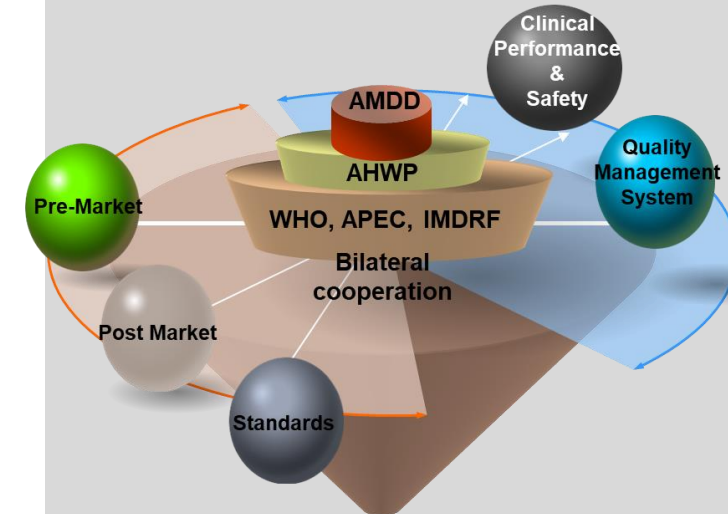 Clinical
Performance
&
Safety
AMDD
Quality
Management
System
AHWP
Pre-Market
WHO, APEC, IMDRF
Bilateral
cooperation
Post Market
Standards